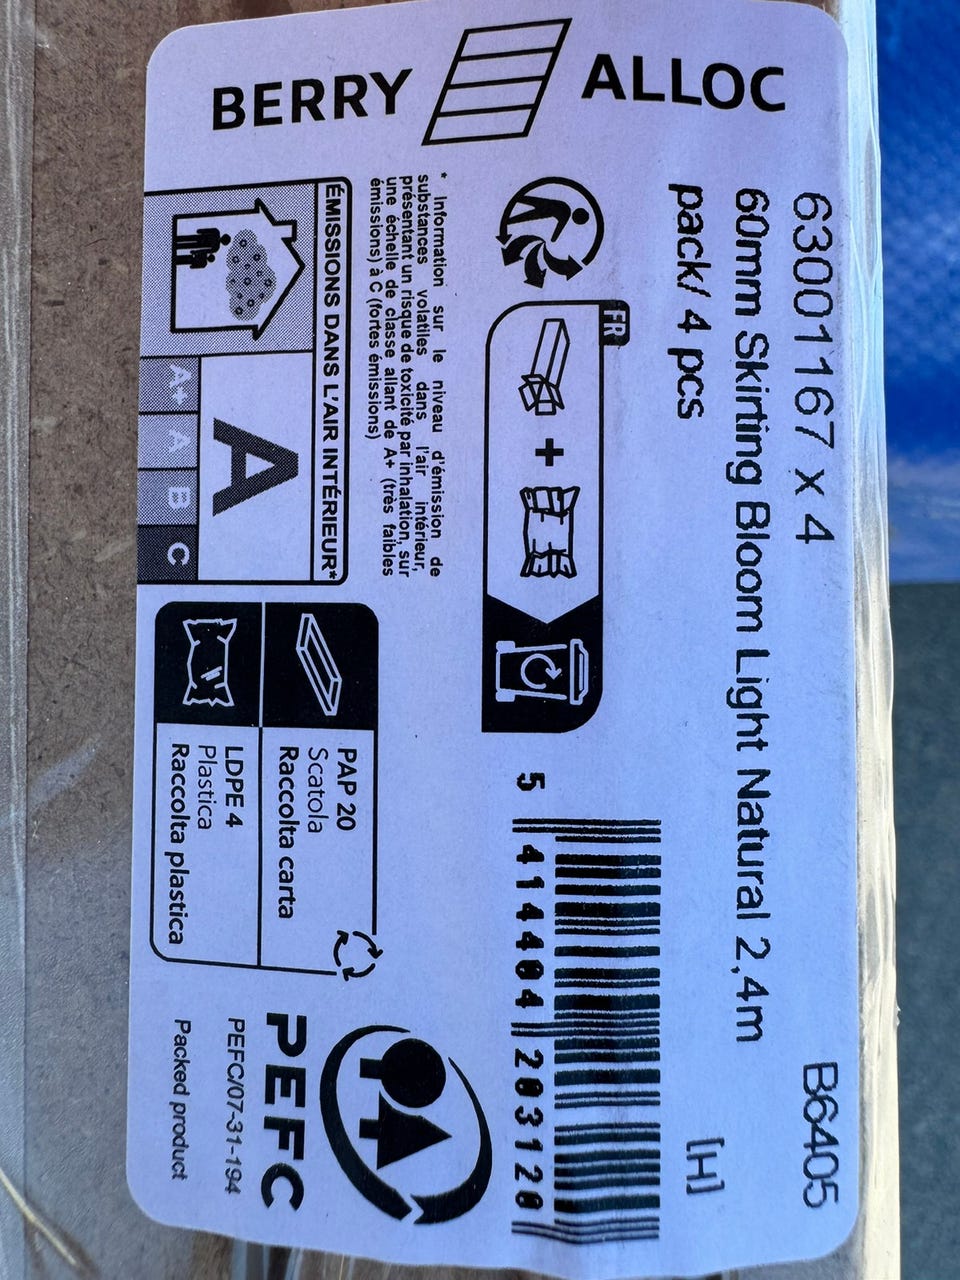 BERRY ALLOC
63001167 x 4
B6405
60mm Skirting Bloom Light Natural 2,4m
pack/ 4 pcs
[H]
FR
+
5 414404 203120
* Information sur le niveau d'émission de
substances volatiles dans l'air intérieur,
présentant un risque de toxicité par inhalation, sur
une échelle de classe allant de A+ (très faibles
émissions) à C (fortes émissions)
ÉMISSIONS DANS L'AIR INTÉRIEUR*
A
A+ A B C
PAP 20
Scatola
Raccolta carta
LDPE 4
Plastica
Raccolta plastica
PEFC
PEFC/07-31-194
Packed product